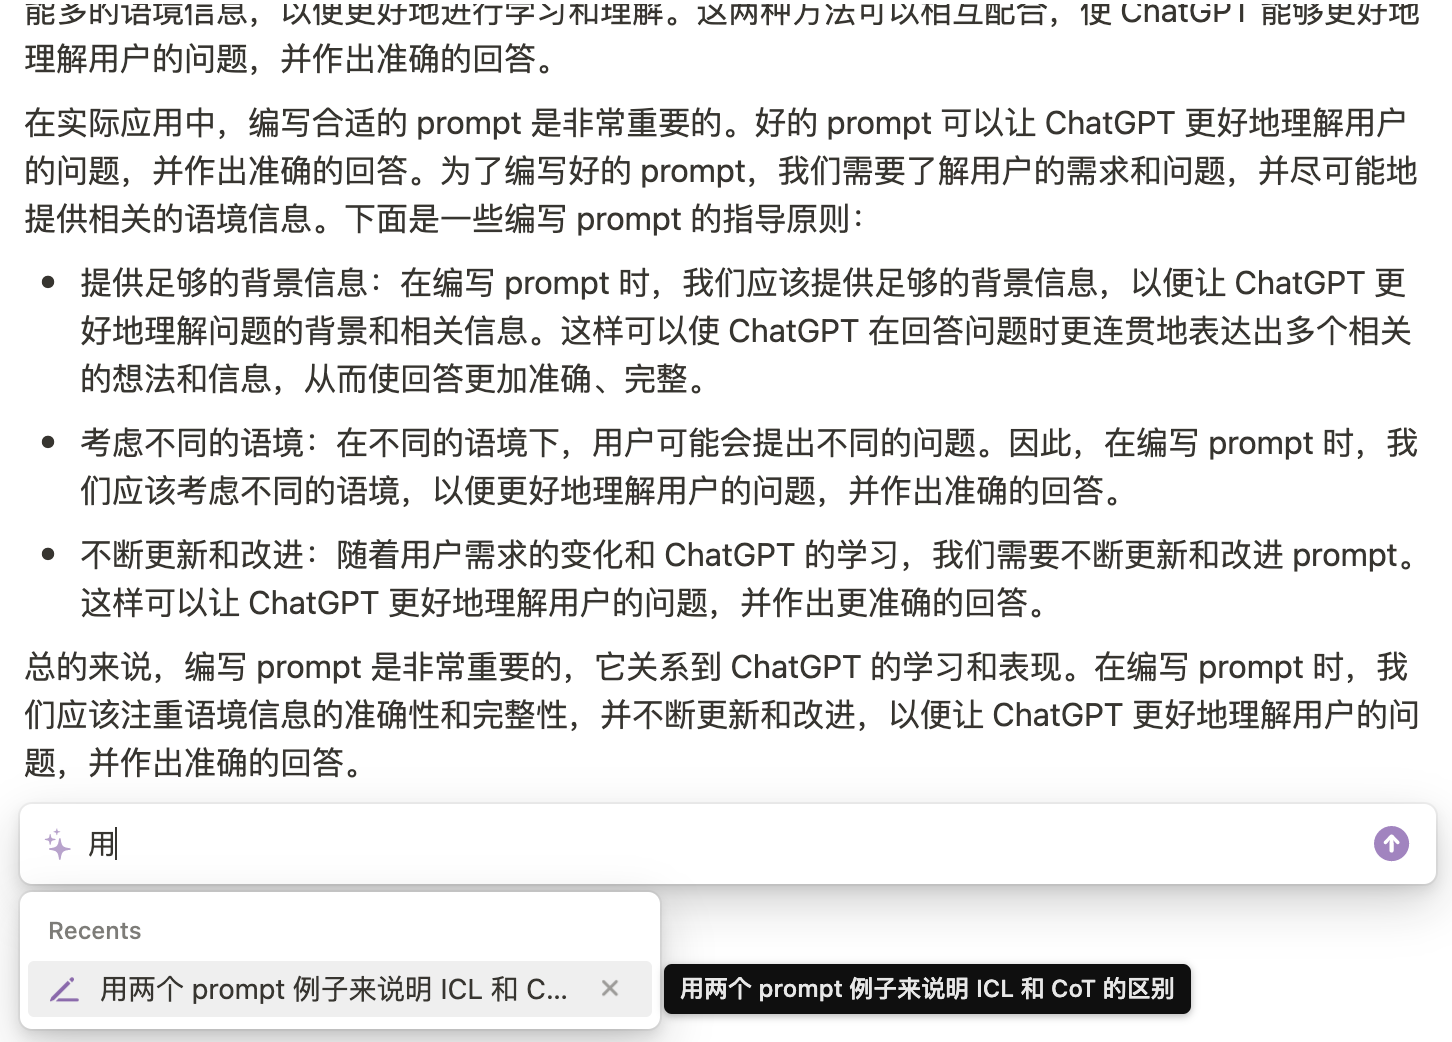 能多的语境信息，以便更好地进行学习和理解。这两种方法可以相互配合，使 ChatGPT 能够更好地
理解用户的问题，并作出准确的回答。
在实际应用中，编写合适的 prompt 是非常重要的。好的 prompt 可以让 ChatGPT 更好地理解用户
的问题，并作出准确的回答。为了编写好的 prompt，我们需要了解用户的需求和问题，并尽可能地
提供相关的语境信息。下面是一些编写 prompt 的指导原则：
• 提供足够的背景信息：在编写 prompt 时，我们应该提供足够的背景信息，以便让 ChatGPT 更
好地理解问题的背景和相关信息。这样可以使 ChatGPT 在回答问题时更连贯地表达出多个相关
的想法和信息，从而使回答更加准确、完整。
• 考虑不同的语境：在不同的语境下，用户可能会提出不同的问题。因此，在编写 prompt 时，我
们应该考虑不同的语境，以便更好地理解用户的问题，并作出准确的回答。
• 不断更新和改进：随着用户需求的变化和 ChatGPT 的学习，我们需要不断更新和改进 prompt。
这样可以让 ChatGPT 更好地理解用户的问题，并作出更准确的回答。
总的来说，编写 prompt 是非常重要的，它关系到 ChatGPT 的学习和表现。在编写 prompt 时，我
们应该注重语境信息的准确性和完整性，并不断更新和改进，以便让 ChatGPT 更好地理解用户的问
题，并作出准确的回答。
用
Recents
用两个 prompt 例子来说明 ICL 和 C...
用两个 prompt 例子来说明 ICL 和 CoT 的区别